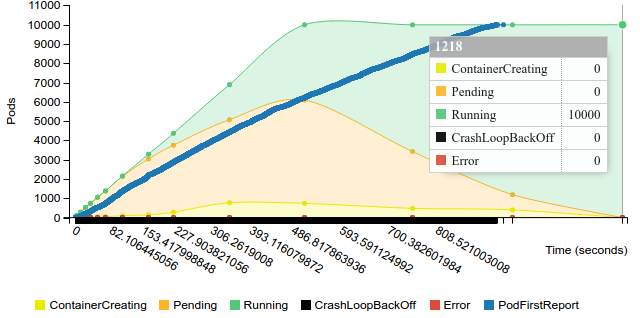 11000
10000
9000
8000
7000
6000
5000
4000
3000
2000
1000
0
Pods
1218
ContainerCreating 0
Pending 0
Running 10000
CrashLoopBackOff 0
Error 0
0
82.106445056
153.417998848
227.903821056
306.2619008
393.116079872
486.817863936
593.591124992
700.382601984
808.521003008
Time (seconds)
ContainerCreating Pending Running CrashLoopBackOff Error PodFirstReport